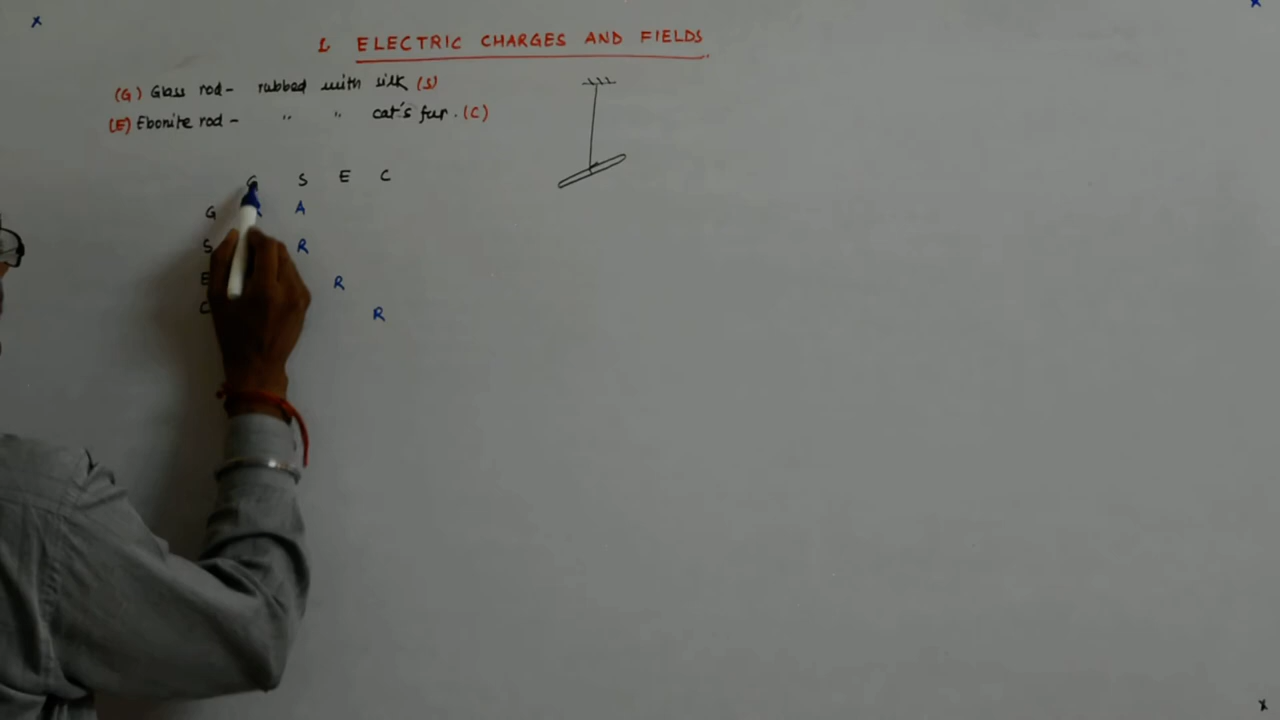 1. ELECTRIC CHARGES AND FIELDS
(G) Glass rod - rubbed with silk (S)
(E) Ebonite rod - " " cat's fur. (C)
G S E C
G A
S R
E R
C R